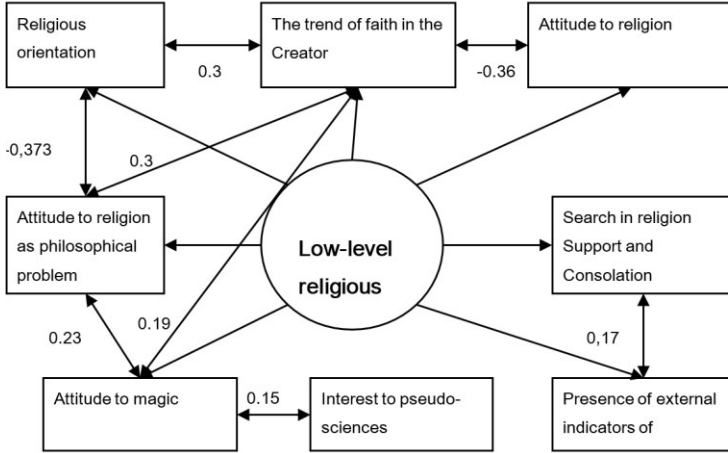 Religious
orientation
The trend of faith in the
Creator
Attitude to religion
0.3
-0.36
-0,373
0.3
Attitude to religion
as philosophical
problem
Low-level
religious
Search in religion
Support and
Consolation
0.23
0.19
0,17
Attitude to magic
0.15
Interest to pseudo-
sciences
Presence of external
indicators of